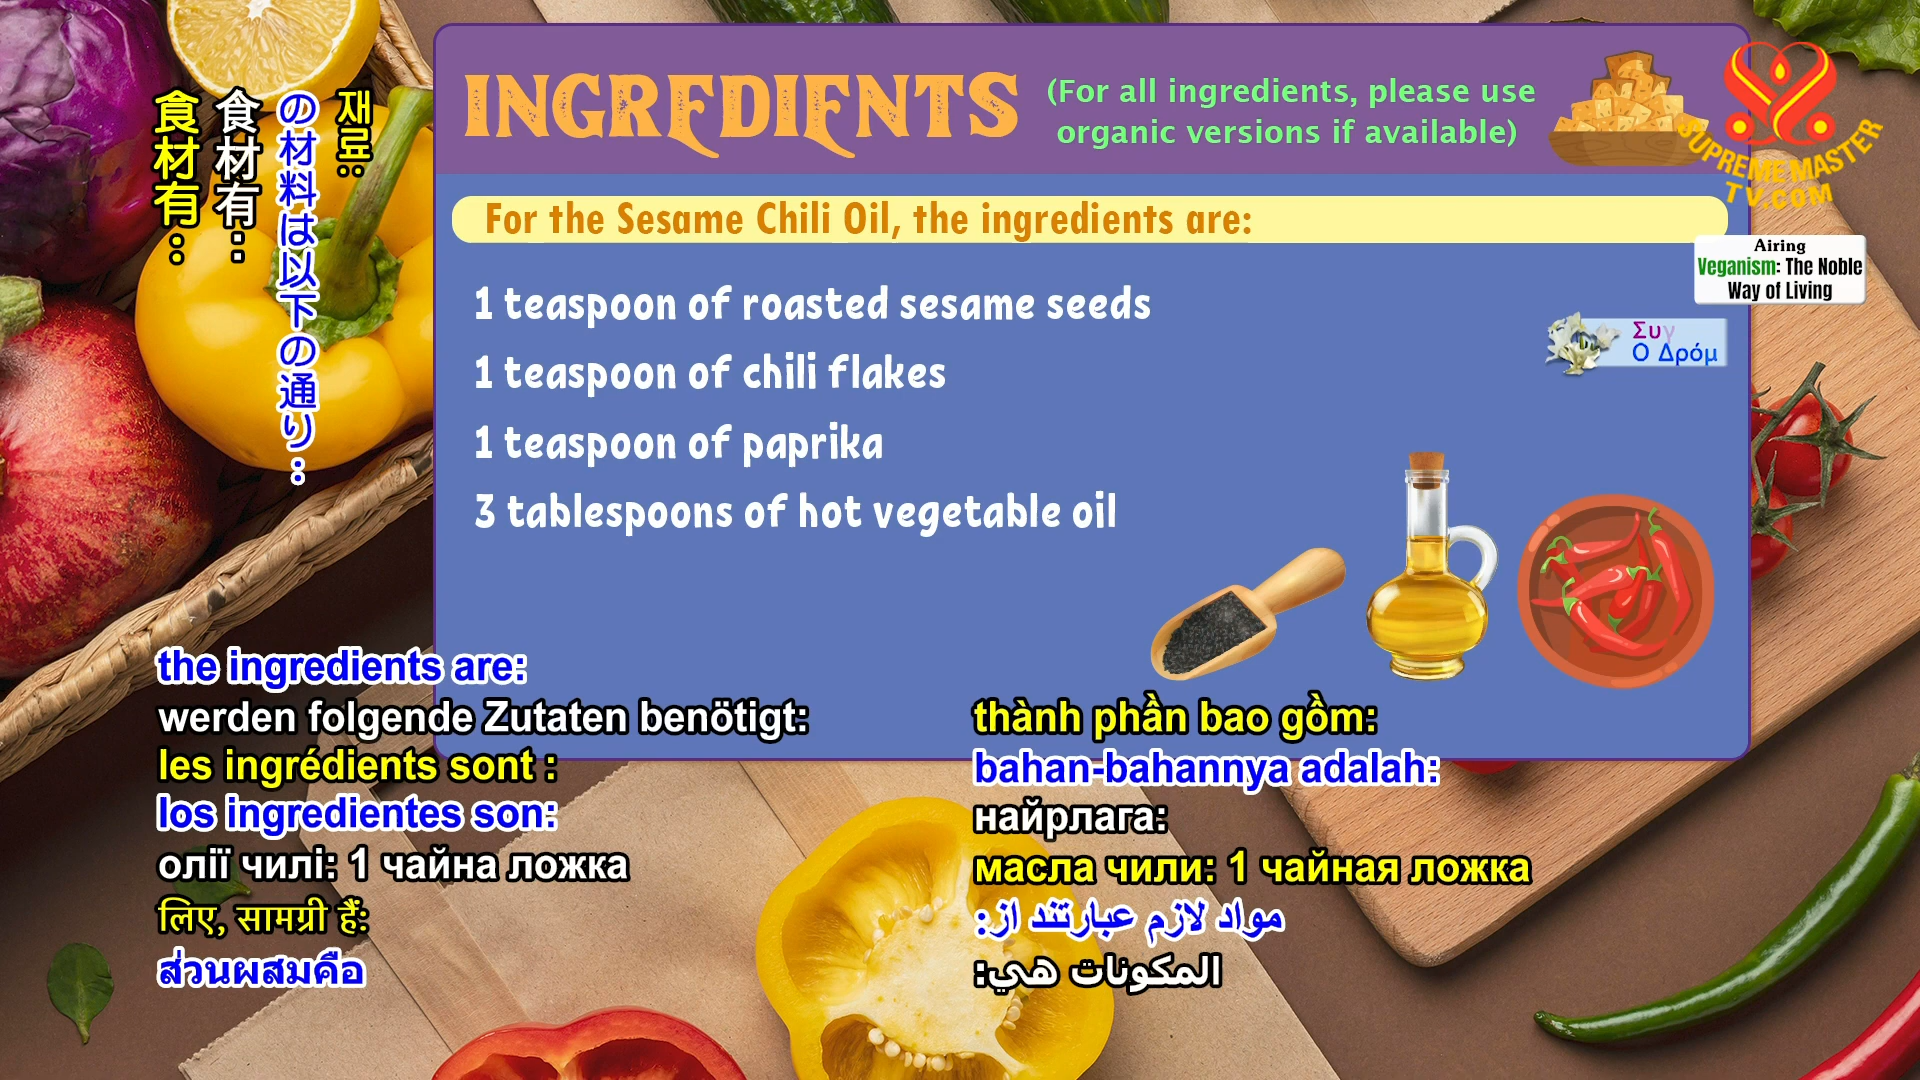 INGREDIENTS
(For all ingredients, please use
organic versions if available)
SUPREME MASTER
TV.COM
For the Sesame Chili Oil, the ingredients are:
Airing
Veganism: The Noble
Way of Living
1 teaspoon of roasted sesame seeds
1 teaspoon of chili flakes
1 teaspoon of paprika
3 tablespoons of hot vegetable oil
Συγ
Ο Δρόμ
재료:
の材料は以下の通り:
食材有:
食材有:
the ingredients are:
werden folgende Zutaten benötigt:
les ingrédients sont :
los ingredientes son:
олії чилі: 1 чайна ложка
लिए, सामग्री हैं:
ส่วนผสมคือ
thành phần bao gồm:
bahan-bahannya adalah:
найрлага:
масла чили: 1 чайная ложка
مواد لازم عبارتند از:
المكونات هي: